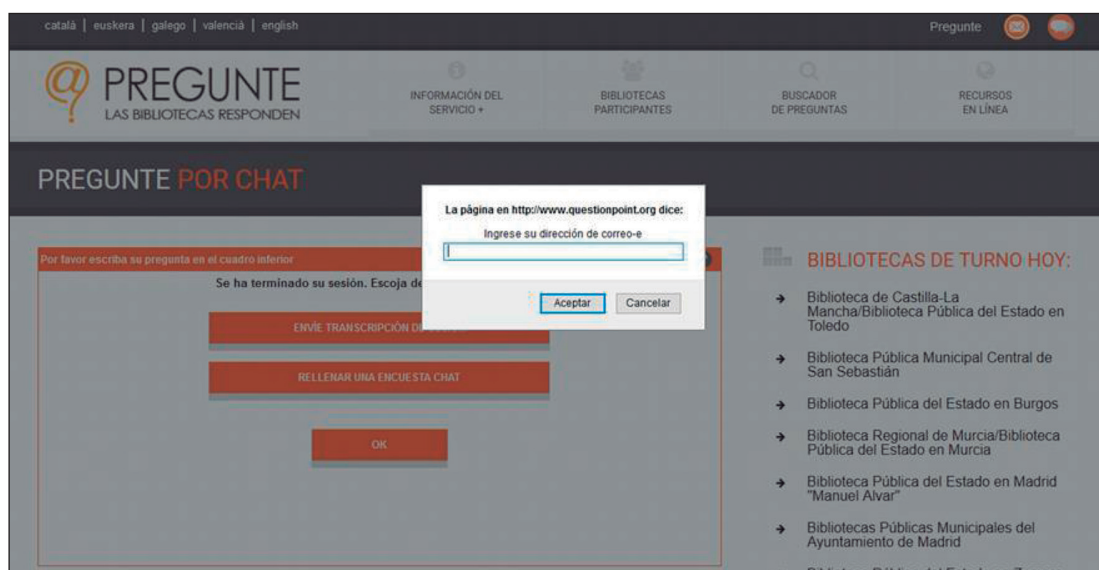 català | euskera | galego | valencià | english
Pregunte
PREGUNTE
LAS BIBLIOTECAS RESPONDEN
INFORMACIÓN DEL
SERVICIO +
BIBLIOTECAS
PARTICIPANTES
BUSCADOR
DE PREGUNTAS
RECURSOS
EN LÍNEA
PREGUNTE POR CHAT
La página en http://www.questionpoint.org dice:
Ingrese su dirección de correo-e
Aceptar
Cancelar
Por favor escriba su pregunta en el cuadro inferior
Se ha terminado su sesión. Escoja de
ENVÍE TRANSCRIPCIÓN
RELLENAR UNA ENCUESTA CHAT
OK
BIBLIOTECAS DE TURNO HOY:
Biblioteca de Castilla-La
Mancha/Biblioteca Pública del Estado en
Toledo
Biblioteca Pública Municipal Central de
San Sebastián
Biblioteca Pública del Estado en Burgos
Biblioteca Regional de Murcia/Biblioteca
Pública del Estado en Murcia
Biblioteca Pública del Estado en Madrid
"Manuel Alvar"
Bibliotecas Públicas Municipales del
Ayuntamiento de Madrid